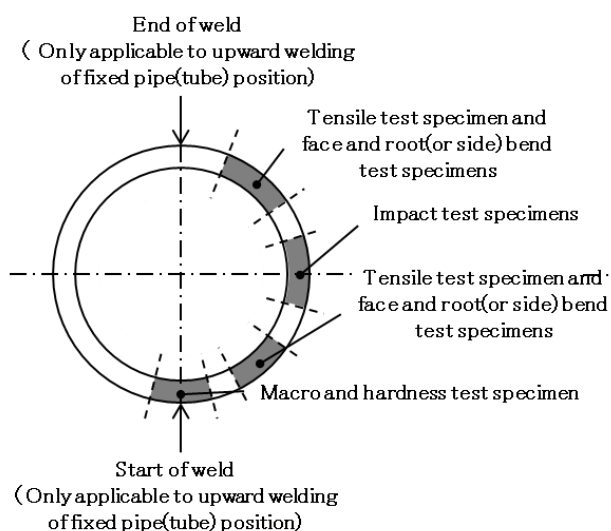 End of weld
( Only applicable to upward welding
of fixed pipe(tube) position)
Tensile test specimen and
face and root(or side) bend
test specimens
Impact test specimens
Tensile test specimen and
face and root(or side) bend
test specimens
Macro and hardness test specimen
Start of weld
(Only applicable to upward welding
of fixed pipe(tube) position)